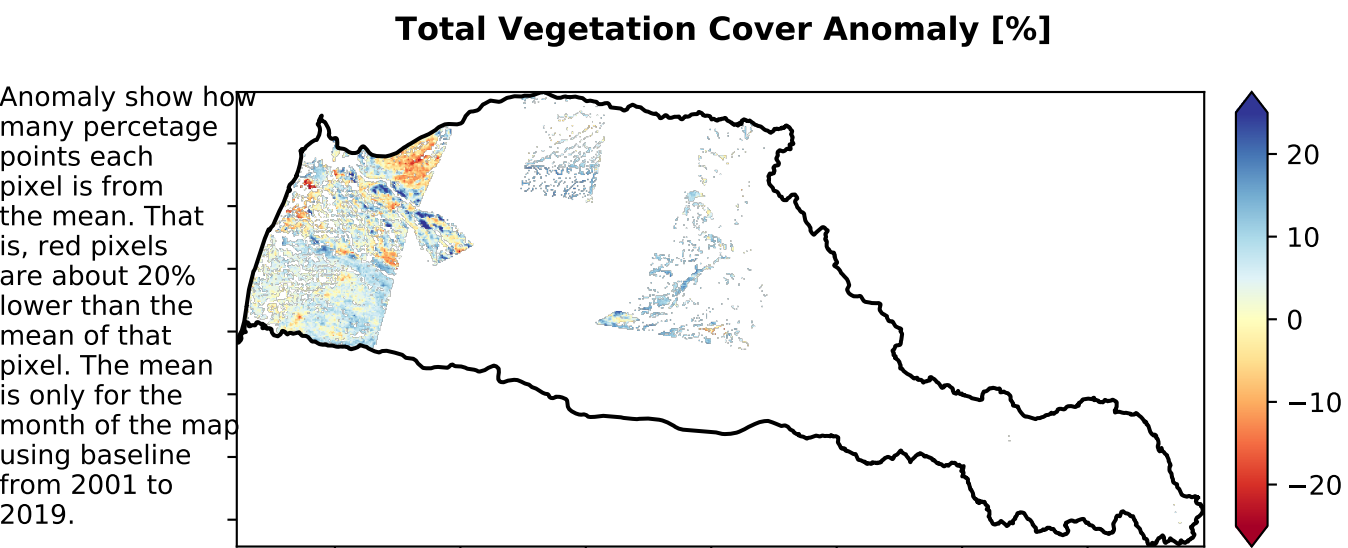 Total Vegetation Cover Anomaly [%]
Anomaly show how
many percetage
points each
pixel is from
the mean. That
is, red pixels
are about 20%
lower than the
mean of that
pixel. The mean
is only for the
month of the map
using baseline
from 2001 to
2019.
20
10
0
−10
−20